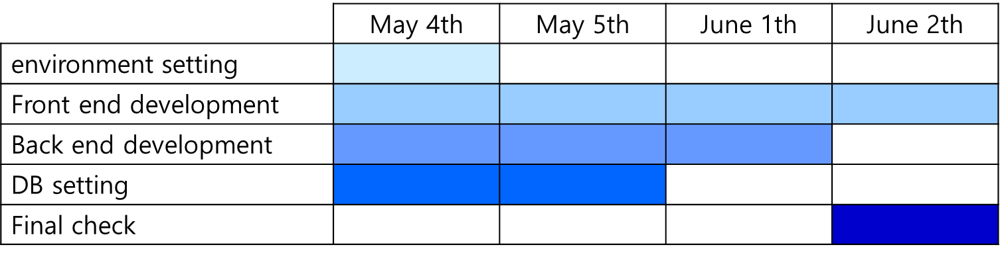 May 4th May 5th June 1th June 2th
environment setting
Front end development
Back end development
DB setting
Final check